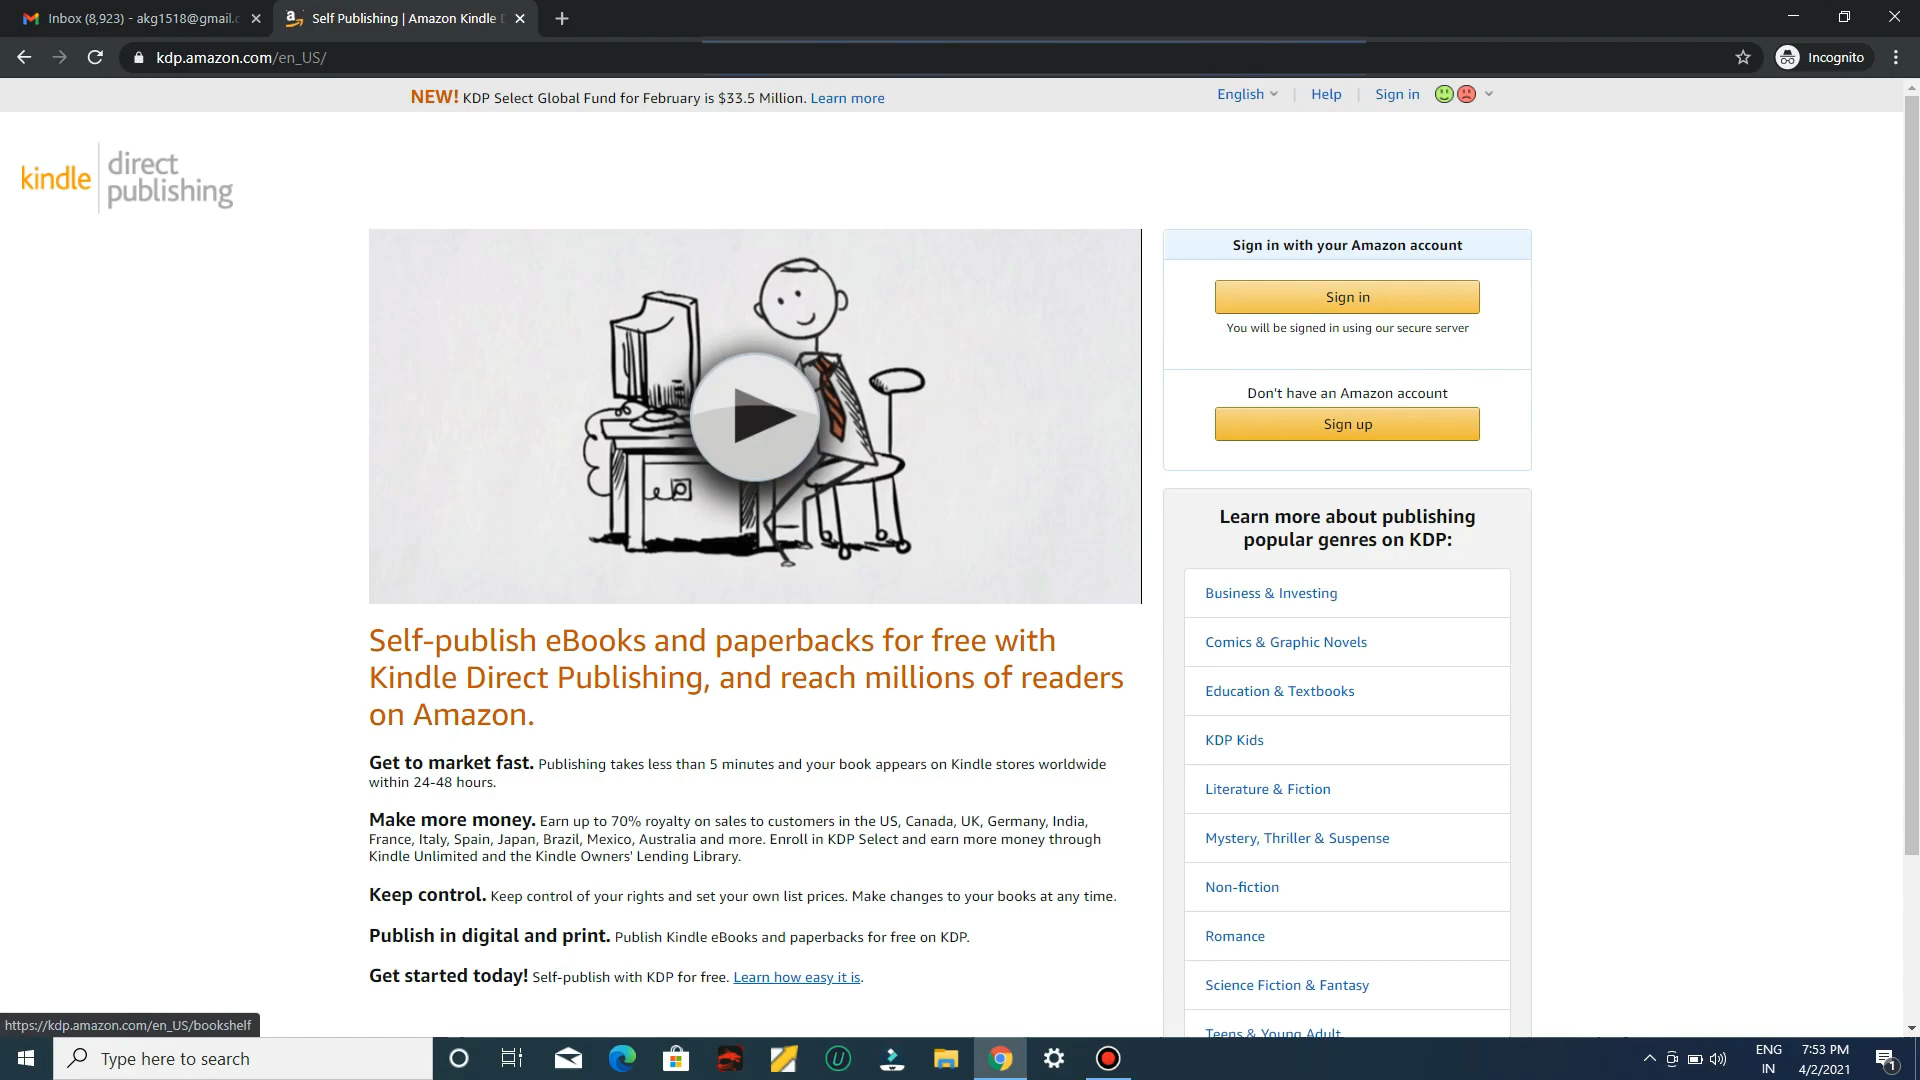 Inbox (8,923) - akg1518@gmail.c
Self Publishing | Amazon Kindle D
kdp.amazon.com/en_US/
Incognito
NEW! KDP Select Global Fund for February is $33.5 Million. Learn more
English
Help
Sign in
kindle direct publishing
Sign in with your Amazon account
Sign in
You will be signed in using our secure server
Don't have an Amazon account
Sign up
Learn more about publishing
popular genres on KDP:
Business & Investing
Comics & Graphic Novels
Education & Textbooks
KDP Kids
Literature & Fiction
Mystery, Thriller & Suspense
Non-fiction
Romance
Science Fiction & Fantasy
Teens & Young Adult
Self-publish eBooks and paperbacks for free with
Kindle Direct Publishing, and reach millions of readers
on Amazon.
Get to market fast. Publishing takes less than 5 minutes and your book appears on Kindle stores worldwide
within 24-48 hours.
Make more money. Earn up to 70% royalty on sales to customers in the US, Canada, UK, Germany, India,
France, Italy, Spain, Japan, Brazil, Mexico, Australia and more. Enroll in KDP Select and earn more money through
Kindle Unlimited and the Kindle Owners' Lending Library.
Keep control. Keep control of your rights and set your own list prices. Make changes to your books at any time.
Publish in digital and print. Publish Kindle eBooks and paperbacks for free on KDP.
Get started today! Self-publish with KDP for free. Learn how easy it is.
https://kdp.amazon.com/en_US/bookshelf
Type here to search
ENG
IN
7:53 PM
4/2/2021
1